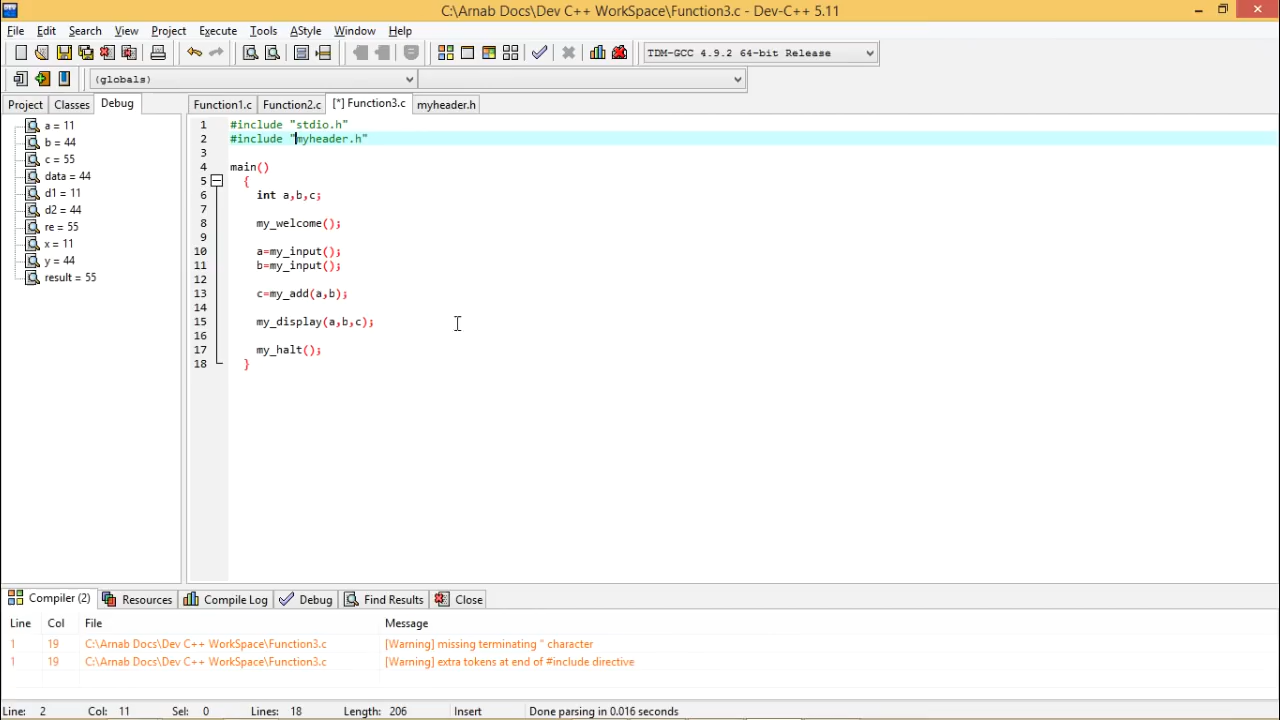 C:\Arnab Docs\Dev C++ WorkSpace\Function3.c - Dev-C++ 5.11
File Edit Search View Project Execute Tools AStyle Window Help
TDM-GCC 4.9.2 64-bit Release
(globals)
Project Classes Debug
Function1.c Function2.c [*] Function3.c myheader.h
a = 11
b = 44
c = 55
data = 44
d1 = 11
d2 = 44
re = 55
x = 11
y = 44
result = 55
1 #include "stdio.h"
2 #include "myheader.h"
3
4 main()
5 {
6 int a,b,c;
7
8 my_welcome();
9
10 a=my_input();
11 b=my_input();
12
13 c=my_add(a,b);
14
15 my_display(a,b,c);
16
17 my_halt();
18 }
Compiler (2) Resources Compile Log Debug Find Results Close
Line Col File Message
1 19 C:\Arnab Docs\Dev C++ WorkSpace\Function3.c [Warning] missing terminating " character
1 19 C:\Arnab Docs\Dev C++ WorkSpace\Function3.c [Warning] extra tokens at end of #include directive
Line: 2 Col: 11 Sel: 0 Lines: 18 Length: 206 Insert Done parsing in 0.016 seconds